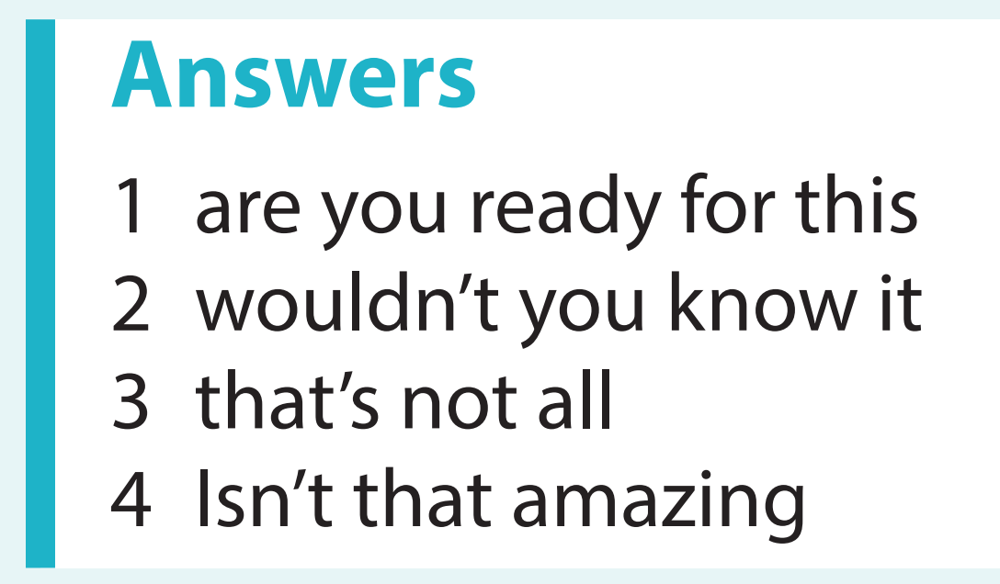 Answers
1 are you ready for this
2 wouldn’t you know it
3 that’s not all
4 Isn’t that amazing